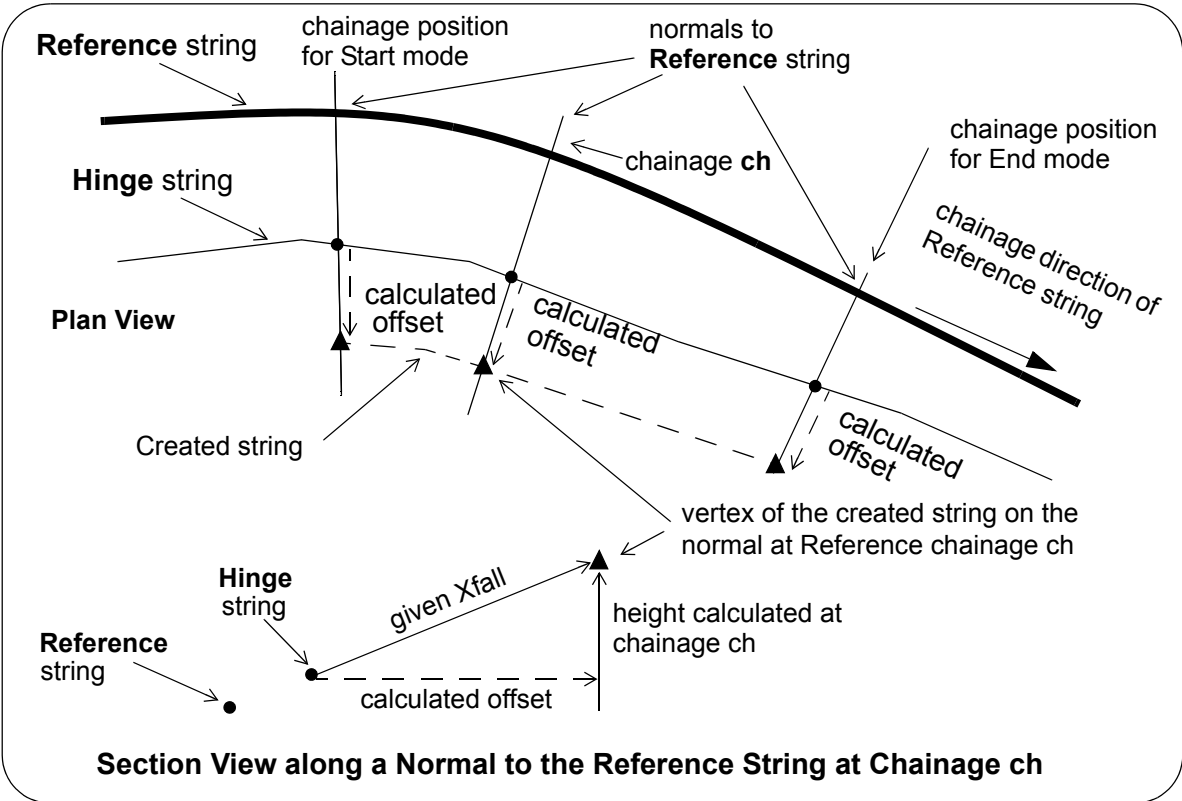 Reference string
chainage position
for Start mode
normals to
Reference string
chainage position
for End mode
chainage ch
Hinge string
chainage direction of
Reference string
Plan View
calculated
offset
calculated
offset
calculated
offset
Created string
vertex of the created string on the
normal at Reference chainage ch
Hinge
string
given Xfall
height calculated at
chainage ch
Reference
string
calculated offset
Section View along a Normal to the Reference String at Chainage ch